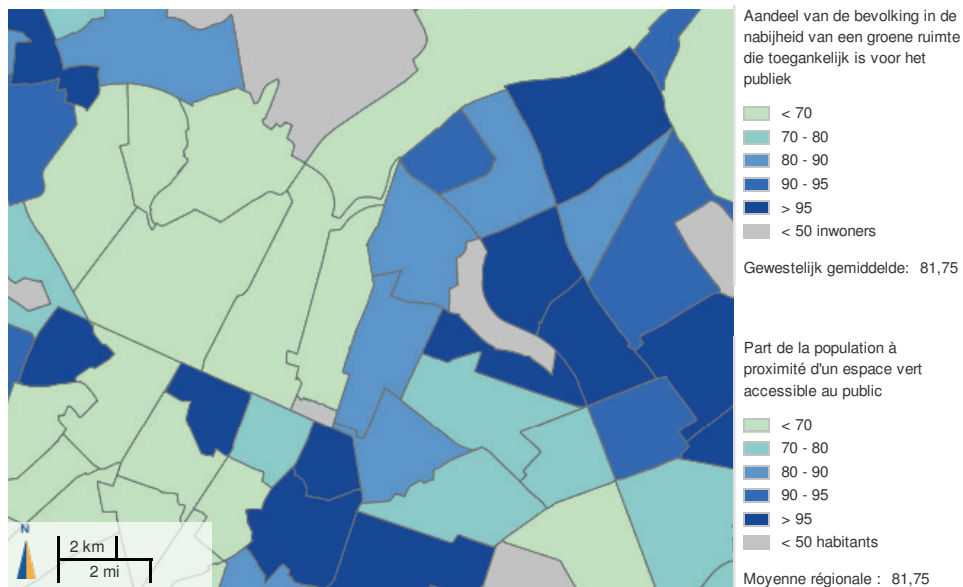 Aandeel van de bevolking in de
nabijheid van een groene ruimte
die toegankelijk is voor het
publiek
< 70
70 - 80
80 - 90
90 - 95
> 95
< 50 inwoners
Gewestelijk gemiddelde: 81,75
Part de la population à
proximité d'un espace vert
accessible au public
< 70
70 - 80
80 - 90
90 - 95
> 95
< 50 habitants
Moyenne régionale : 81,75
N
2 km
2 mi